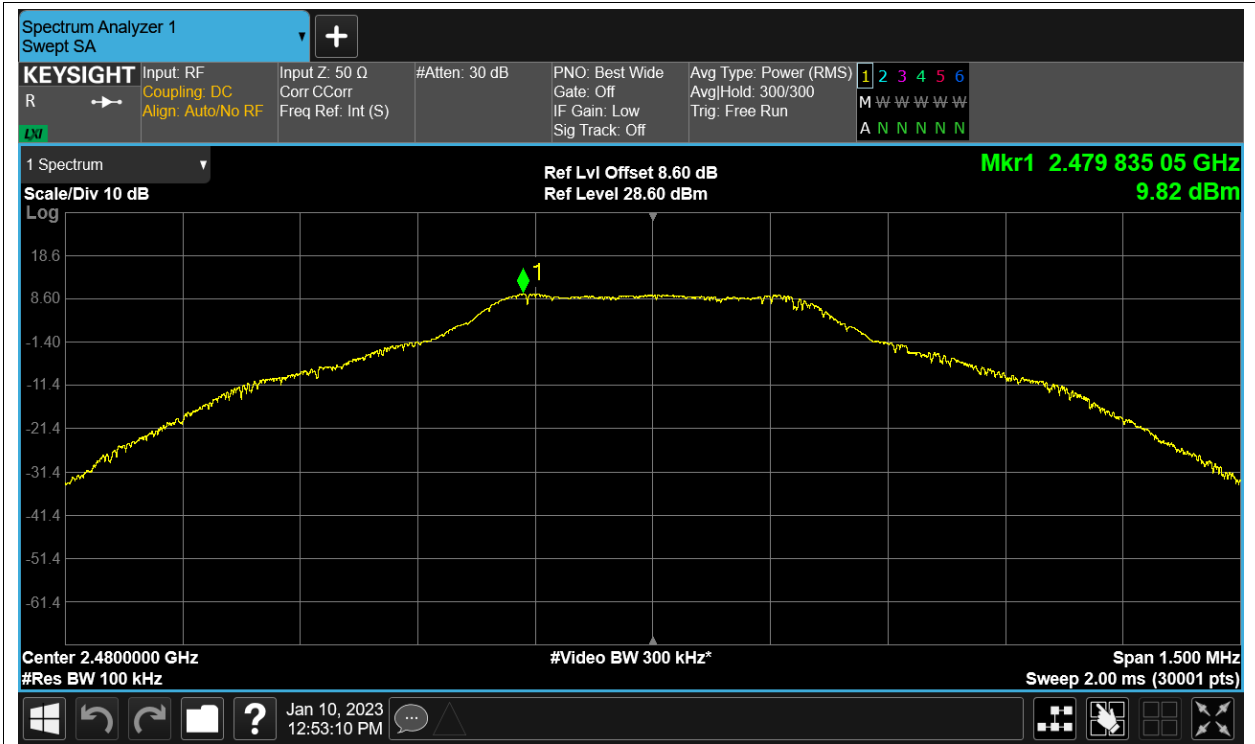 Spectrum Analyzer 1
Swept SA
+
KEYSIGHT
R
LXI
Input: RF
Coupling: DC
Align: Auto/No RF
Input Z: 50 Ω
Corr CCorr
Freq Ref: Int (S)
#Atten: 30 dB
PNO: Best Wide
Gate: Off
IF Gain: Low
Sig Track: Off
Avg Type: Power (RMS)
Avg|Hold: 300/300
Trig: Free Run
1 2 3 4 5 6
M W W W W W
A N N N N N
1 Spectrum
Scale/Div 10 dB
Ref Lvl Offset 8.60 dB
Ref Level 28.60 dBm
Mkr1 2.479 835 05 GHz
9.82 dBm
Log
1
18.6
8.60
-1.40
-11.4
-21.4
-31.4
-41.4
-51.4
-61.4
Center 2.4800000 GHz
#Video BW 300 kHz*
Span 1.500 MHz
#Res BW 100 kHz
Sweep 2.00 ms (30001 pts)
?
Jan 10, 2023
12:53:10 PM